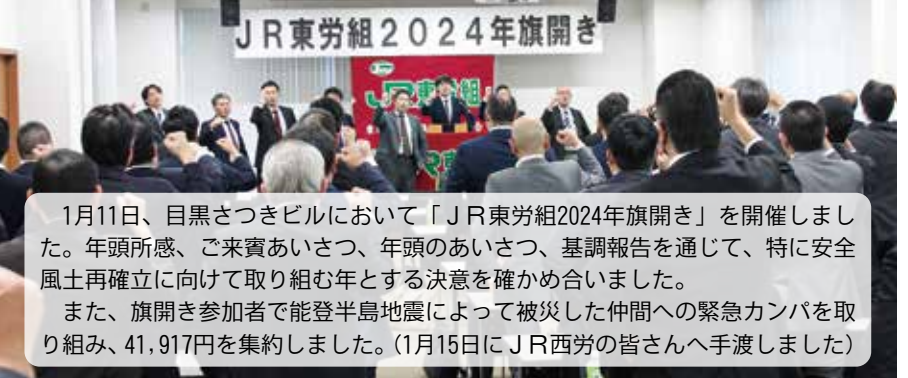 JR東労組2024年旗開き
JR東労組
JR東
1月11日、目黒さつきビルにおいて「JR東労組2024年旗開き」を開催しまし
た。年頭所感、ご来賓あいさつ、年頭のあいさつ、基調報告を通じて、特に安全
風土再確立に向けて取り組む年とする決意を確かめ合いました。
また、旗開き参加者で能登半島地震によって被災した仲間への緊急カンパを取
り組み、41,917円を集約しました。(1月15日にJR西労の皆さんへ手渡しました)